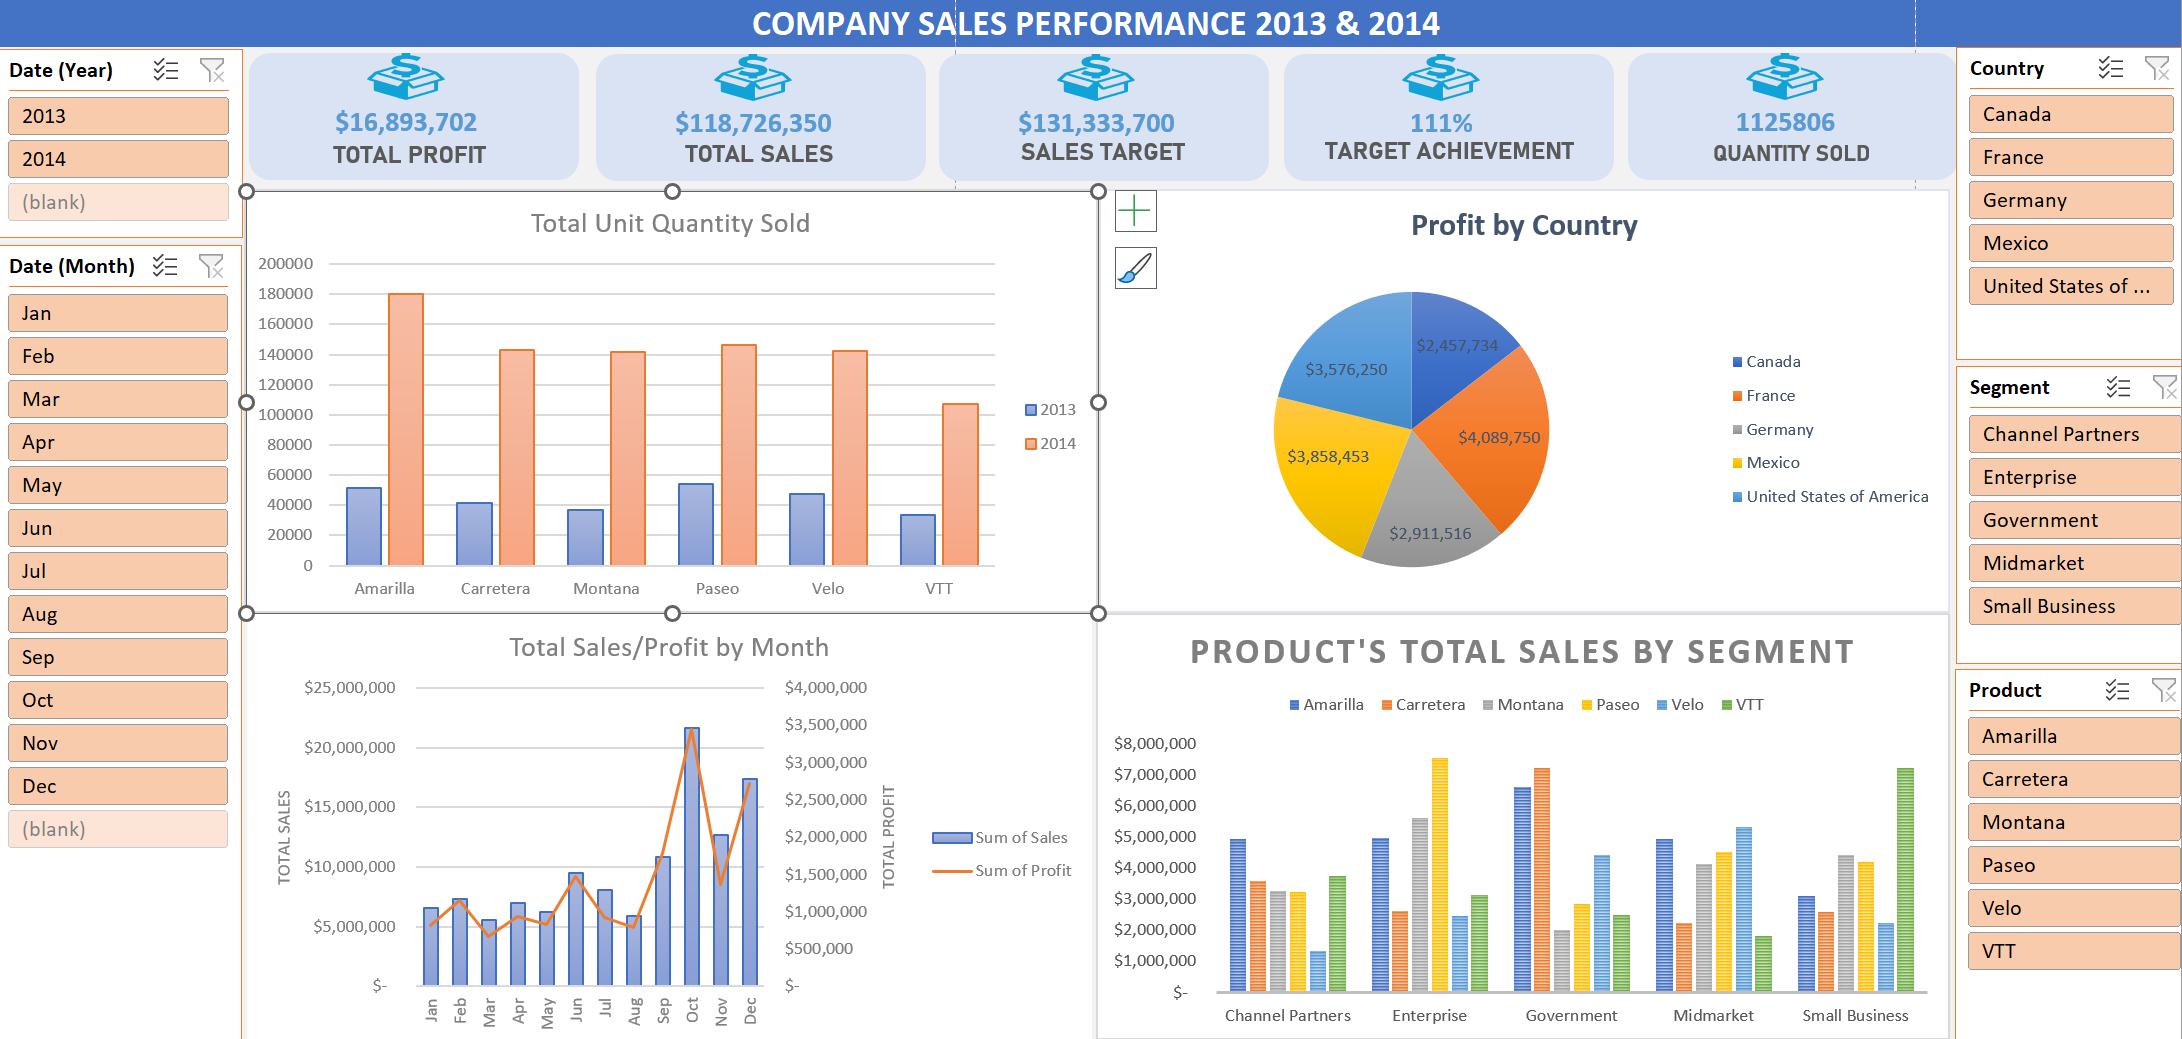 COMPANY SALES PERFORMANCE 2013 & 2014
Date (Year)
2013
2014
(blank)
Date (Month)
Jan
Feb
Mar
Apr
May
Jun
Jul
Aug
Sep
Oct
Nov
Dec
(blank)
$16,893,702
TOTAL PROFIT
$118,726,350
TOTAL SALES
$131,333,700
SALES TARGET
111%
TARGET ACHIEVEMENT
1125806
QUANTITY SOLD
Total Unit Quantity Sold
200000
180000
160000
140000
120000
100000
80000
60000
40000
20000
0
Amarilla Carretera Montana Paseo Velo VTT
2013
2014
Profit by Country
$2,457,734
$3,576,250
$4,089,750
$3,858,453
$2,911,516
Canada
France
Germany
Mexico
United States of America
Total Sales/Profit by Month
TOTAL SALES
$25,000,000
$20,000,000
$15,000,000
$10,000,000
$5,000,000
$-
Jan Feb Mar Apr May Jun Jul Aug Sep Oct Nov Dec
$4,000,000
$3,500,000
$3,000,000
$2,500,000
$2,000,000
$1,500,000
$1,000,000
$500,000
$-
TOTAL PROFIT
Sum of Sales
Sum of Profit
PRODUCT'S TOTAL SALES BY SEGMENT
Amarilla Carretera Montana Paseo Velo VTT
$8,000,000
$7,000,000
$6,000,000
$5,000,000
$4,000,000
$3,000,000
$2,000,000
$1,000,000
$-
Channel Partners Enterprise Government Midmarket Small Business
Country
Canada
France
Germany
Mexico
United States of ...
Segment
Channel Partners
Enterprise
Government
Midmarket
Small Business
Product
Amarilla
Carretera
Montana
Paseo
Velo
VTT